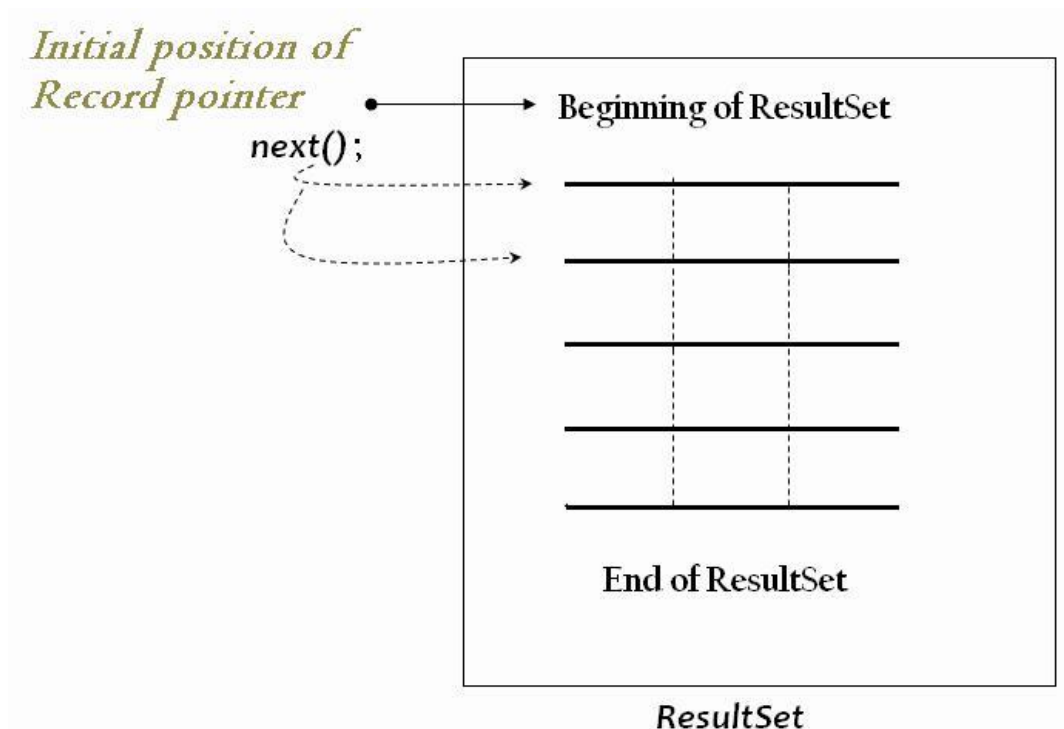 Initial position of
Record pointer
Beginning of ResultSet
next();
End of ResultSet
ResultSet